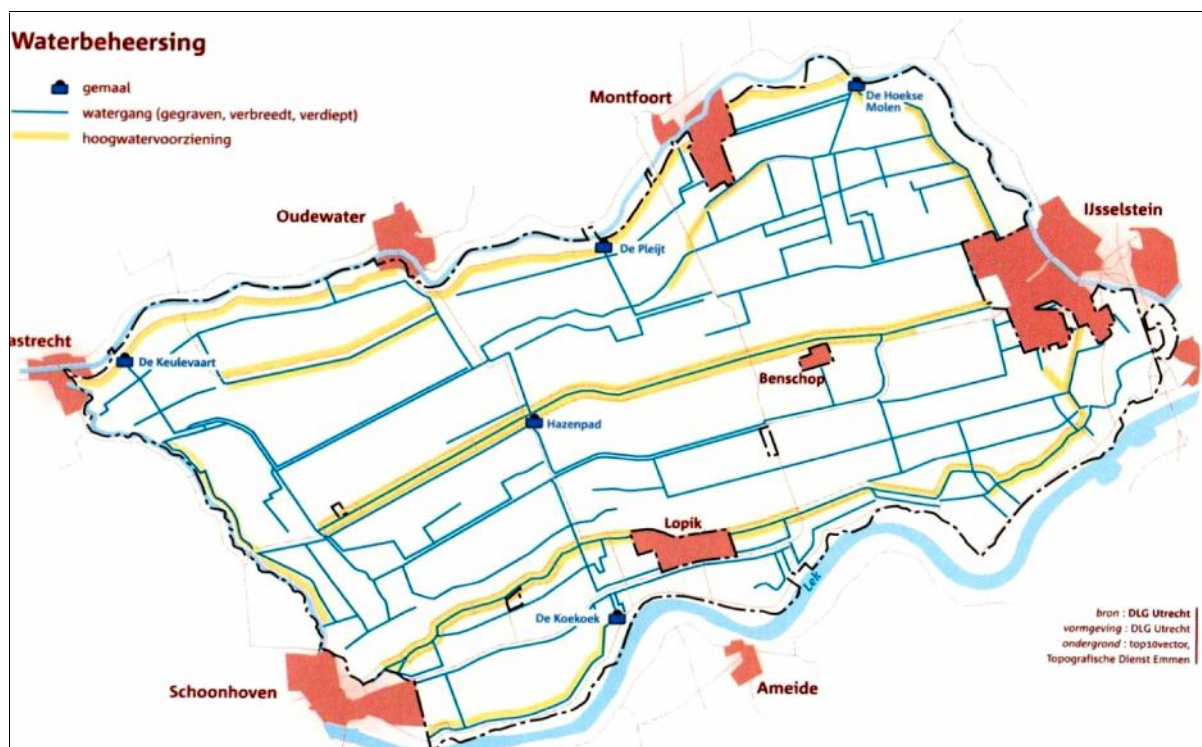 Waterbeheersing
gemaal
watergang (gegraven, verbreedt, verdiept)
hoogwatervoorziening
Montfoort
De Hoekse
Molen
Oudewater
IJsselstein
De Pleijt
astrecht
De Keulevaart
Benschop
Hazenpad
Lopik
Lek
De Koekoek
bron : DLG Utrecht
vormgeving : DLG Utrecht
ondergrond : top10vector,
Topografische Dienst Emmen
Schoonhoven
Ameide